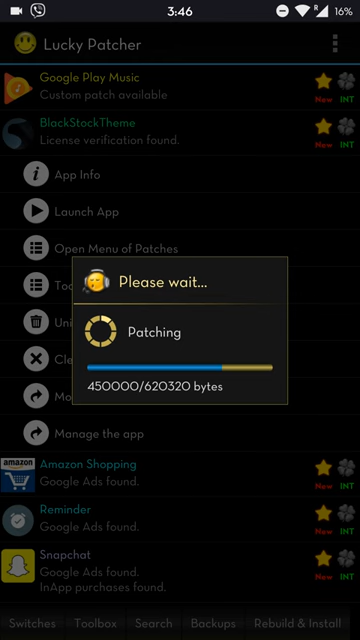 3:46
R
16%
Lucky Patcher
Google Play Music
Custom patch available
New
INT
BlackStockTheme
License verification found.
New
INT
App Info
Launch App
Open Menu of Patches
Please wait...
Patching
450000/620320 bytes
Manage the app
amazon
Amazon Shopping
Google Ads found.
New
INT
Reminder
Google Ads found.
New
INT
Snapchat
Google Ads found.
InApp purchases found.
New
INT
Switches
Toolbox
Search
Backups
Rebuild & Install